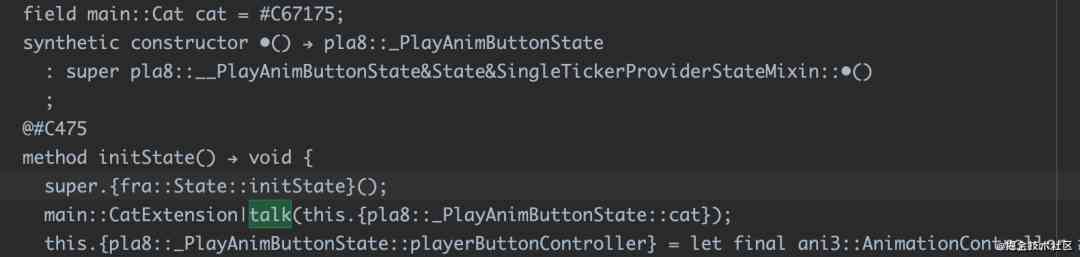 field main::Cat cat = #C67175;
synthetic constructor •() → pla8::_PlayAnimButtonState
  : super pla8::__PlayAnimButtonState&State&SingleTickerProviderStateMixin::•()
  ;
@#C475
method initState() → void {
  super.{fra::State::initState}();
  main::CatExtension|talk(this.{pla8::_PlayAnimButtonState::cat});
  this.{pla8::_PlayAnimButtonState::playerButtonController} = let final ani3::AnimationController
@稀土掘金技术社区